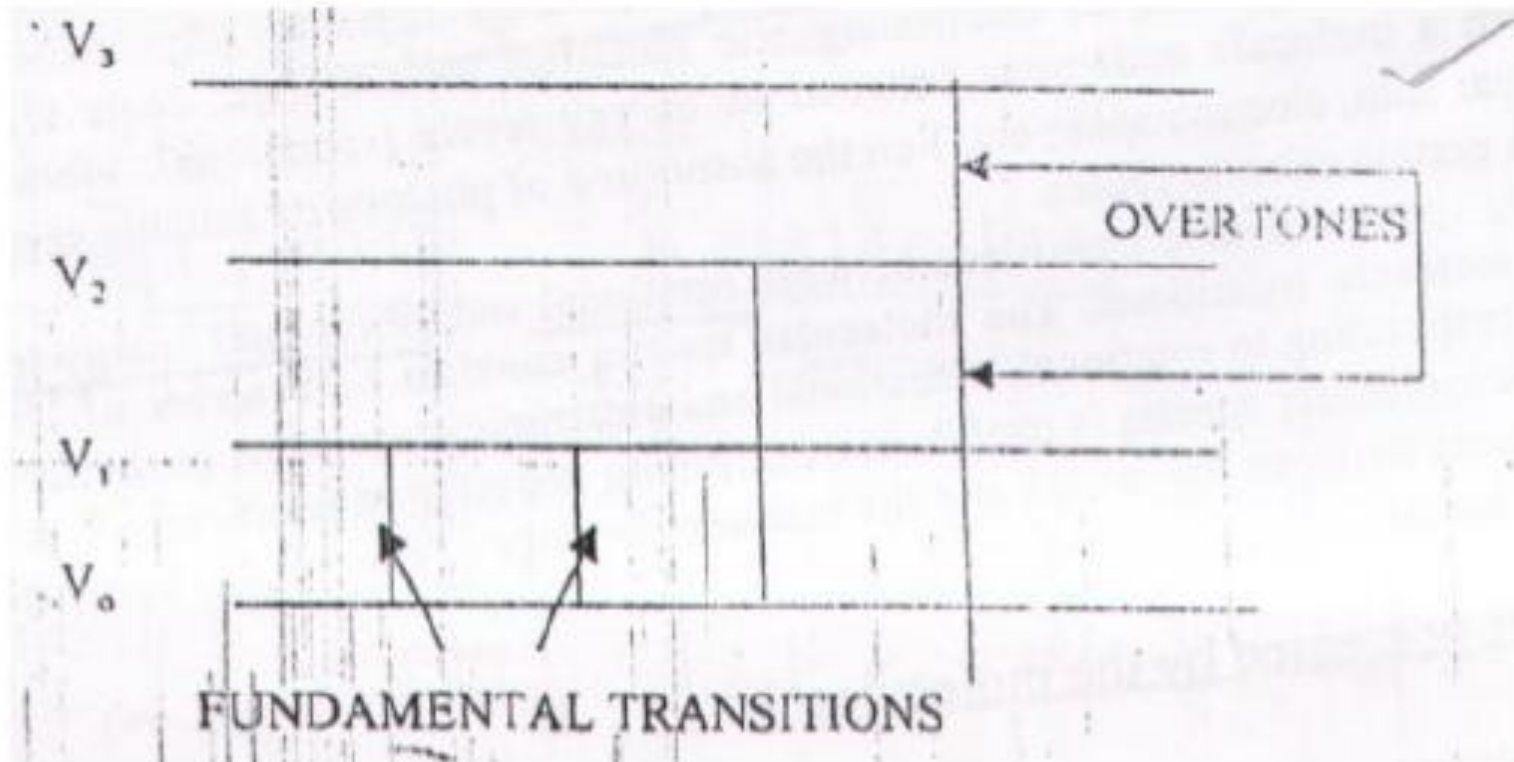 V₃
OVERTONES
V₂
V₁
V₀
FUNDAMENTAL TRANSITIONS